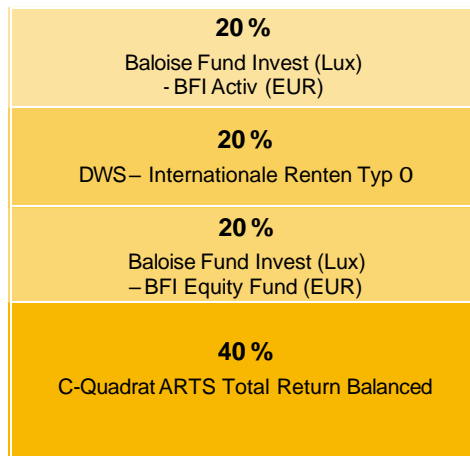 20 %
Baloise Fund Invest (Lux)
- BFI Activ (EUR)
20 %
DWS – Internationale Renten Typ O
20 %
Baloise Fund Invest (Lux)
– BFI Equity Fund (EUR)
40 %
C-Quadrat ARTS Total Return Balanced